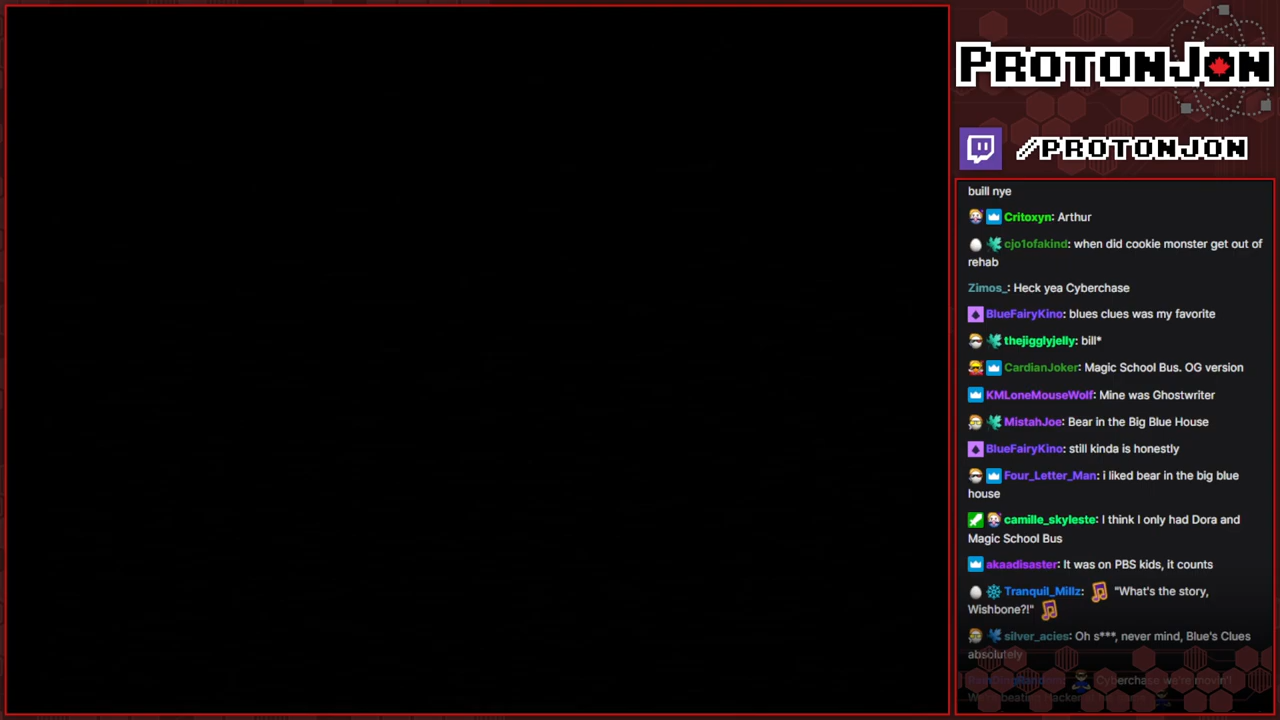 PROTONJON
/PROTONJON
buill nye
Critoxyn: Arthur
cjo1ofakind: when did cookie monster get out of
rehab
Zimos_: Heck yea Cyberchase
BlueFairyKino: blues clues was my favorite
thejigglyjelly: bill*
CardianJoker: Magic School Bus. OG version
KMLoneMouseWolf: Mine was Ghostwriter
MistahJoe: Bear in the Big Blue House
BlueFairyKino: still kinda is honestly
Four_Letter_Man: i liked bear in the big blue
house
camille_skyleste: I think I only had Dora and
Magic School Bus
akaadisaster: It was on PBS kids, it counts
Tranquil_Millz: "What's the story,
Wishbone?!"
silver_acies: Oh s***, never mind, Blue's Clues
absolutely
Cyberchase we're movin'!